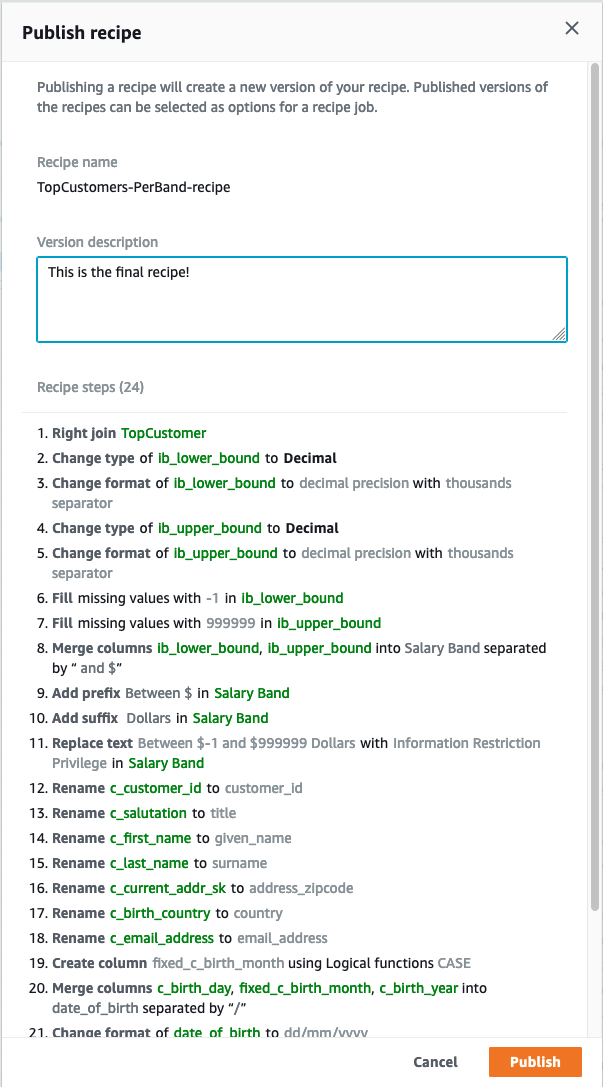 Publish recipe
Publishing a recipe will create a new version of your recipe. Published versions of
the recipes can be selected as options for a recipe job.
Recipe name
TopCustomers-PerBand-recipe
Version description
This is the final recipe!
Recipe steps (24)
1. Right join TopCustomer
2. Change type of ib_lower_bound to Decimal
3. Change format of ib_lower_bound to decimal precision with thousands
separator
4. Change type of ib_upper_bound to Decimal
5. Change format of ib_upper_bound to decimal precision with thousands
separator
6. Fill missing values with -1 in ib_lower_bound
7. Fill missing values with 999999 in ib_upper_bound
8. Merge columns ib_lower_bound, ib_upper_bound into Salary Band separated
by “ and $”
9. Add prefix Between $ in Salary Band
10. Add suffix Dollars in Salary Band
11. Replace text Between $-1 and $999999 Dollars with Information Restriction
Privilege in Salary Band
12. Rename c_customer_id to customer_id
13. Rename c_salutation to title
14. Rename c_first_name to given_name
15. Rename c_last_name to surname
16. Rename c_current_addr_sk to address_zipcode
17. Rename c_birth_country to country
18. Rename c_email_address to email_address
19. Create column fixed_c_birth_month using Logical functions CASE
20. Merge columns c_birth_day, fixed_c_birth_month, c_birth_year into
date_of_birth separated by “/”
21. Change format of date_of_birth to dd/mm/yyyy
Cancel
Publish